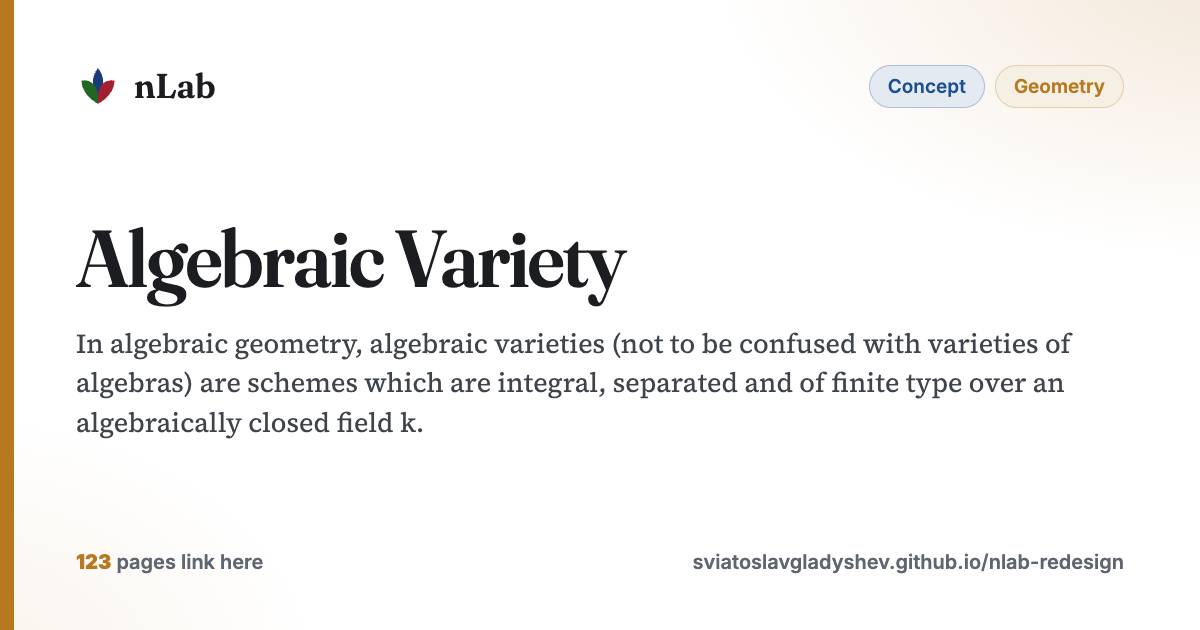 nLab
Concept
Geometry
Algebraic Variety
In algebraic geometry, algebraic varieties (not to be confused with varieties of
algebras) are schemes which are integral, separated and of finite type over an
algebraically closed field k.
123 pages link here
sviatoslavgladyshev.github.io/nlab-redesign